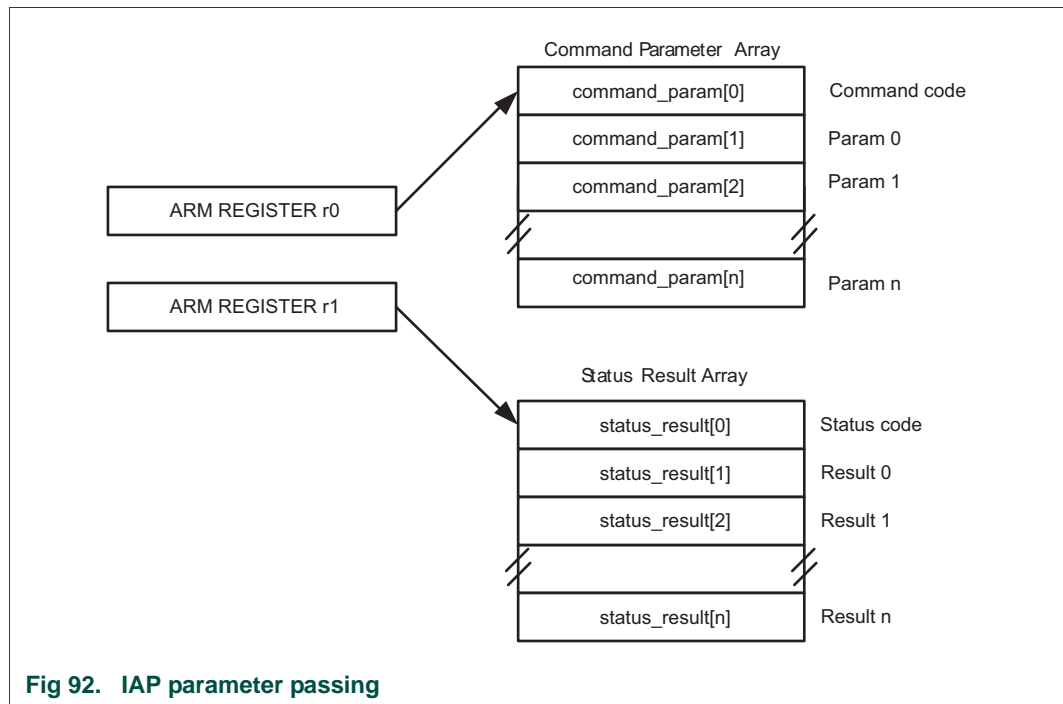 Command Parameter Array
command_param[0] Command code
command_param[1] Param 0
command_param[2] Param 1
ARM REGISTER r0
command_param[n] Param n
ARM REGISTER r1
Status Result Array
status_result[0] Status code
status_result[1] Result 0
status_result[2] Result 1
status_result[n] Result n
Fig 92. IAP parameter passing